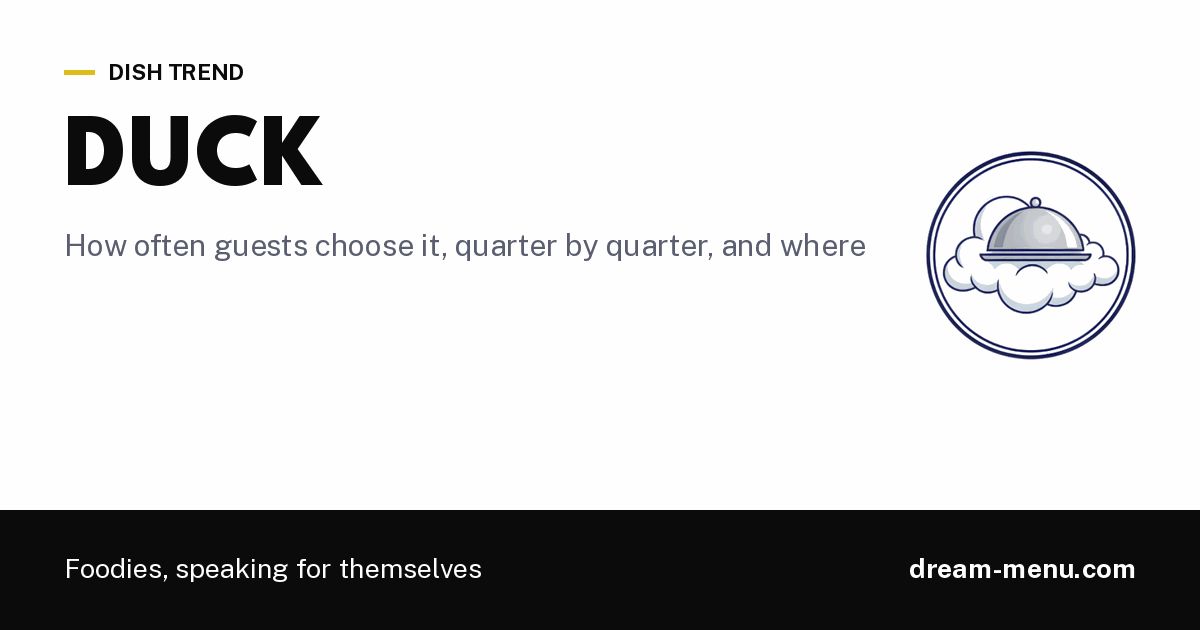 DISH TREND
DUCK
How often guests choose it, quarter by quarter, and where
Foodies, speaking for themselves
dream-menu.com